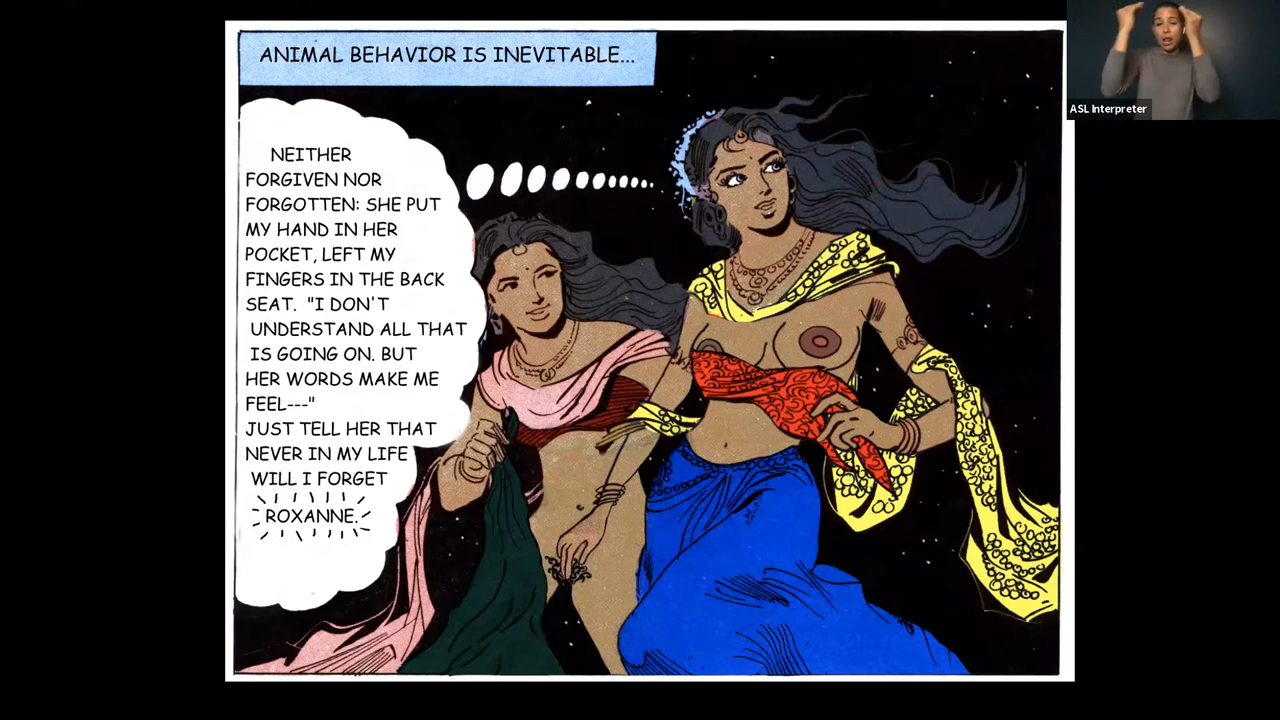 ANIMAL BEHAVIOR IS INEVITABLE...
NEITHER
FORGIVEN NOR
FORGOTTEN: SHE PUT
MY HAND IN HER
POCKET, LEFT MY
FINGERS IN THE BACK
SEAT. "I DON'T
UNDERSTAND ALL THAT
IS GOING ON. BUT
HER WORDS MAKE ME
FEEL---"
JUST TELL HER THAT
NEVER IN MY LIFE
WILL I FORGET
ROXANNE.
ASL Interpreter